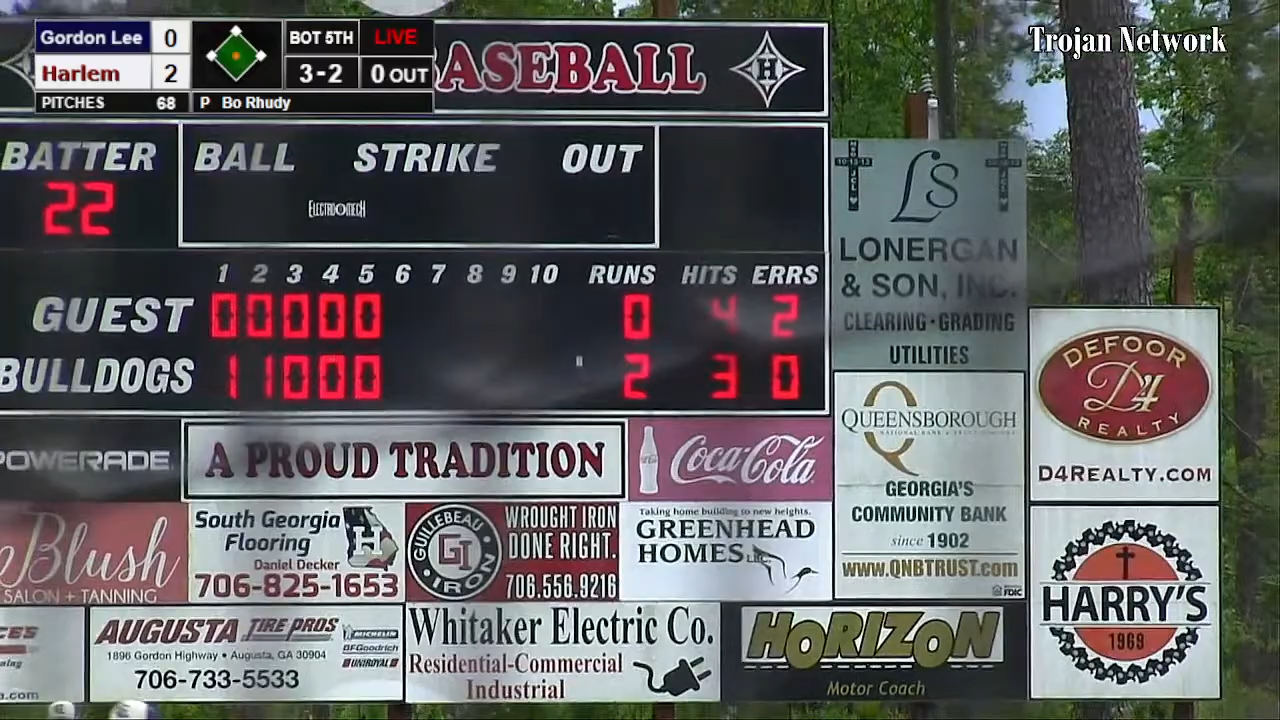 Gordon Lee 0
BOT 5TH LIVE
Harlem 2
3-2 0 OUT
PITCHES 68 P Bo Rhudy
Trojan Network
ASEBALL
H
BATTER
22
BALL STRIKE OUT
ELECTRO-MECH
1 2 3 4 5 6 7 8 9 10 RUNS HITS ERRS
GUEST 0 0 0 0 0 0 4 2
BULLDOGS 1 1 0 0 0 2 3 0
LS
LONERGAN
& SON, INC.
CLEARING · GRADING
UTILITIES
DEFOOR
D4
REALTY
D4REALTY.COM
QUEENSBOROUGH
GEORGIA'S
COMMUNITY BANK
since 1902
www.QNBTRUST.com
FDIC
POWERADE
A PROUD TRADITION
Coca-Cola
Blush
SALON + TANNING
South Georgia
Flooring
H
Daniel Decker
706-825-1653
GUILLEBEAU
GI
IRON
WROUGHT IRON
DONE RIGHT.
706.556.9216
Taking home building to new heights.
GREENHEAD
HOMES LLC.
HARRY'S
1969
AUGUSTA TIRE PROS
MICHELIN
BFGoodrich
UNIROYAL
1896 Gordon Highway • Augusta, GA 30904
706-733-5533
Whitaker Electric Co.
Residential-Commercial
Industrial
HORIZON
Motor Coach